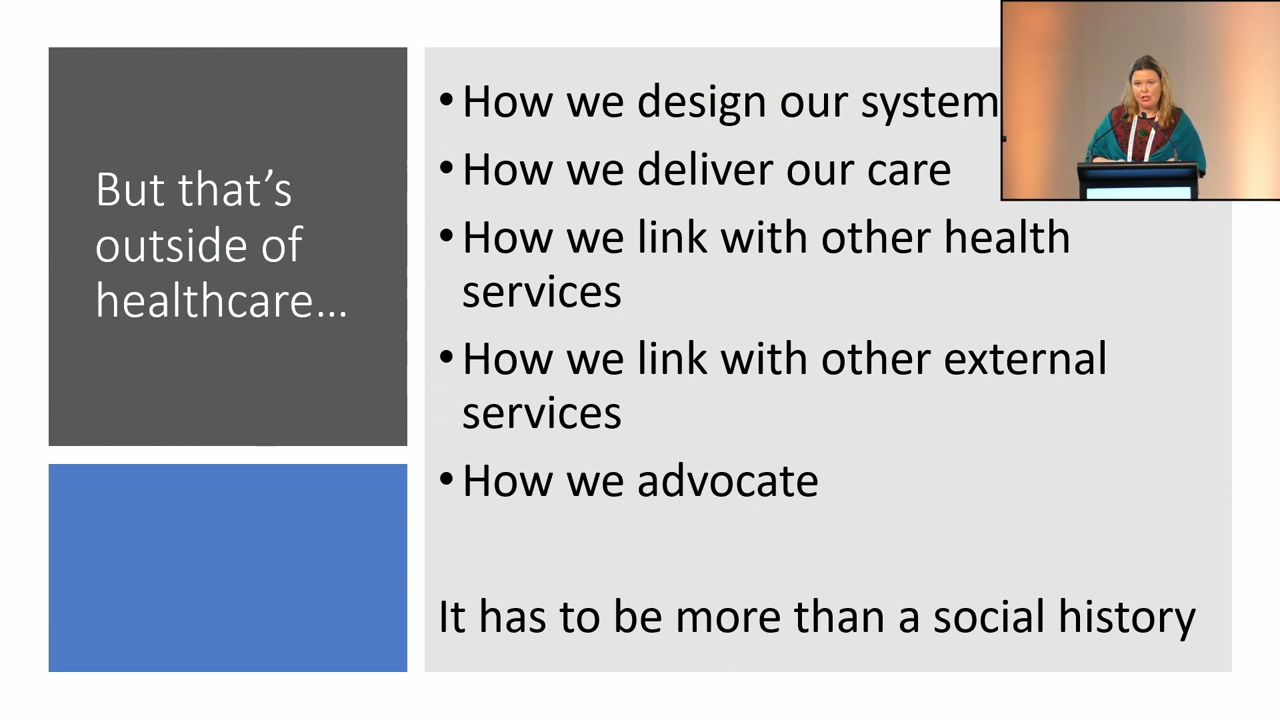 But that’s
outside of
healthcare…
•How we design our system
•How we deliver our care
•How we link with other health
services
•How we link with other external
services
•How we advocate
It has to be more than a social history